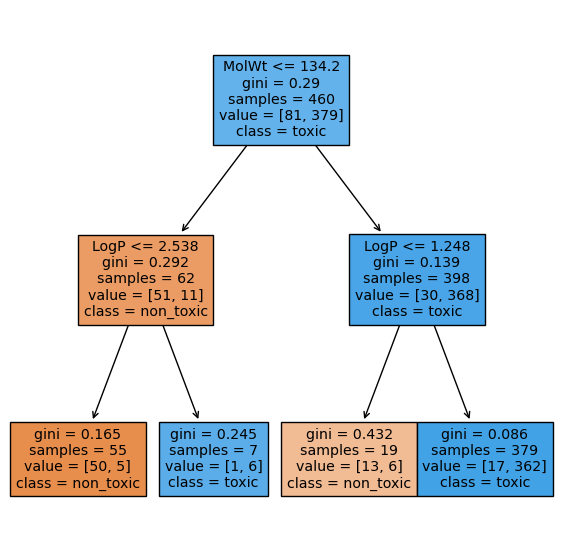 MolWt <= 134.2
gini = 0.29
samples = 460
value = [81, 379]
class = toxic
LogP <= 2.538
gini = 0.292
samples = 62
value = [51, 11]
class = non_toxic
LogP <= 1.248
gini = 0.139
samples = 398
value = [30, 368]
class = toxic
gini = 0.165
samples = 55
value = [50, 5]
class = non_toxic
gini = 0.245
samples = 7
value = [1, 6]
class = toxic
gini = 0.432
samples = 19
value = [13, 6]
class = non_toxic
gini = 0.086
samples = 379
value = [17, 362]
class = toxic